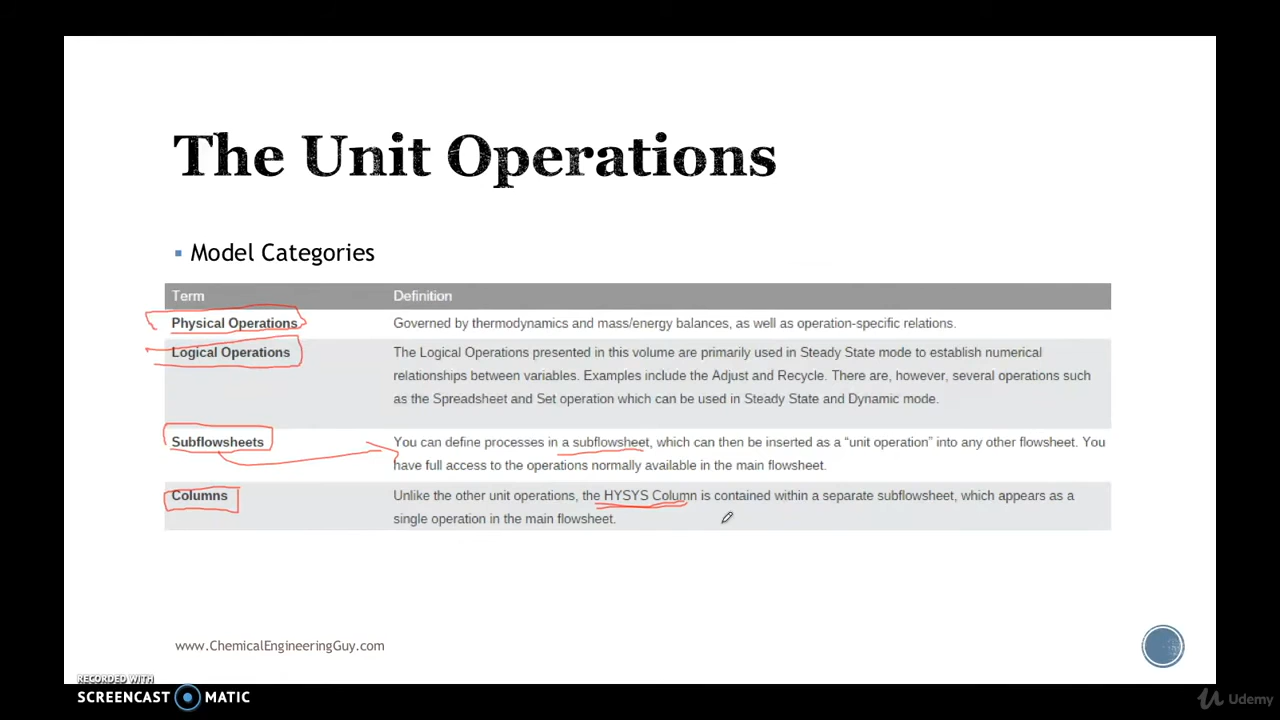 The Unit Operations
Model Categories
Term Definition
Physical Operations Governed by thermodynamics and mass/energy balances, as well as operation-specific relations.
Logical Operations The Logical Operations presented in this volume are primarily used in Steady State mode to establish numerical
relationships between variables. Examples include the Adjust and Recycle. There are, however, several operations such
as the Spreadsheet and Set operation which can be used in Steady State and Dynamic mode.
Subflowsheets You can define processes in a subflowsheet, which can then be inserted as a “unit operation” into any other flowsheet. You
have full access to the operations normally available in the main flowsheet.
Columns Unlike the other unit operations, the HYSYS Column is contained within a separate subflowsheet, which appears as a
single operation in the main flowsheet.
www.ChemicalEngineeringGuy.com
RECORDED WITH
SCREENCAST MATIC
Udemy